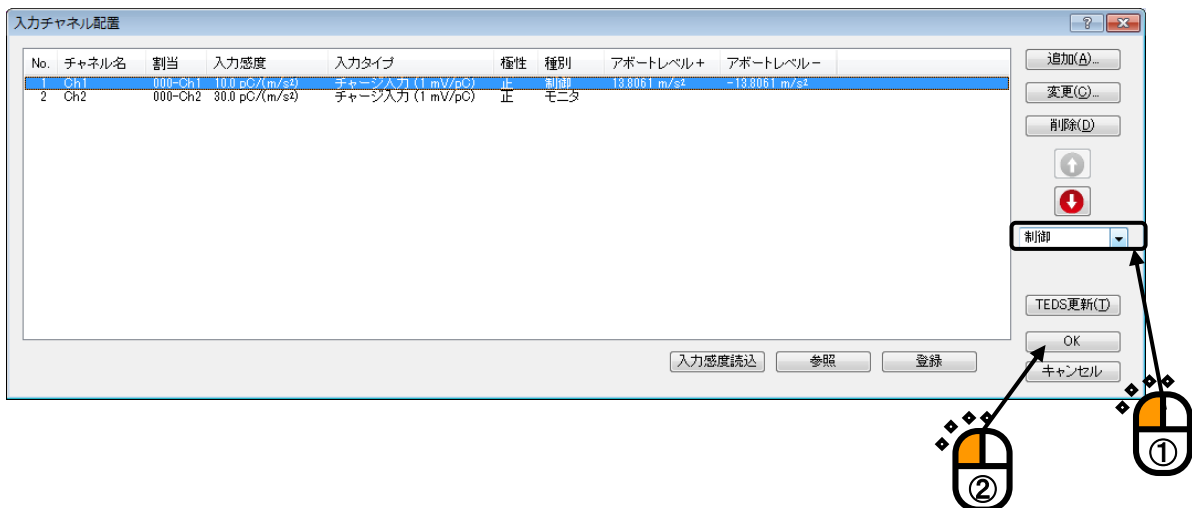 入力チャネル配置
No. チャネル名 割当 入力感度 入力タイプ 極性 種別 アボートレベル＋ アボートレベル－
1 Ch1 000-Ch1 10.0 pC/(m/s²) チャージ入力 (1 mV/pC) 正 制御 13.8061 m/s² -13.8061 m/s²
2 Ch2 000-Ch2 30.0 pC/(m/s²) チャージ入力 (1 mV/pC) 正 モニタ
追加(A)...
変更(C)...
削除(D)
制御
TEDS更新(T)
OK
キャンセル
入力感度読込 参照 登録
①
②